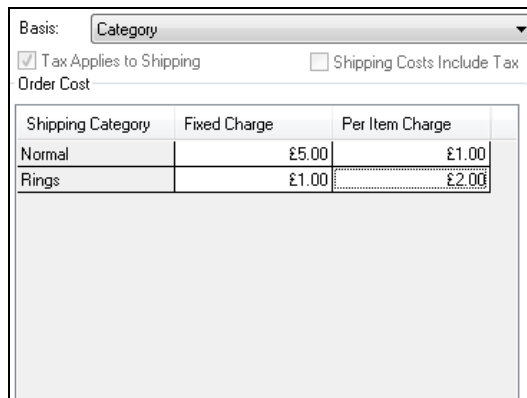 Basis: Category
Tax Applies to Shipping Shipping Costs Include Tax
Order Cost
Shipping Category Fixed Charge Per Item Charge
Normal £5.00 £1.00
Rings £1.00 £2.00